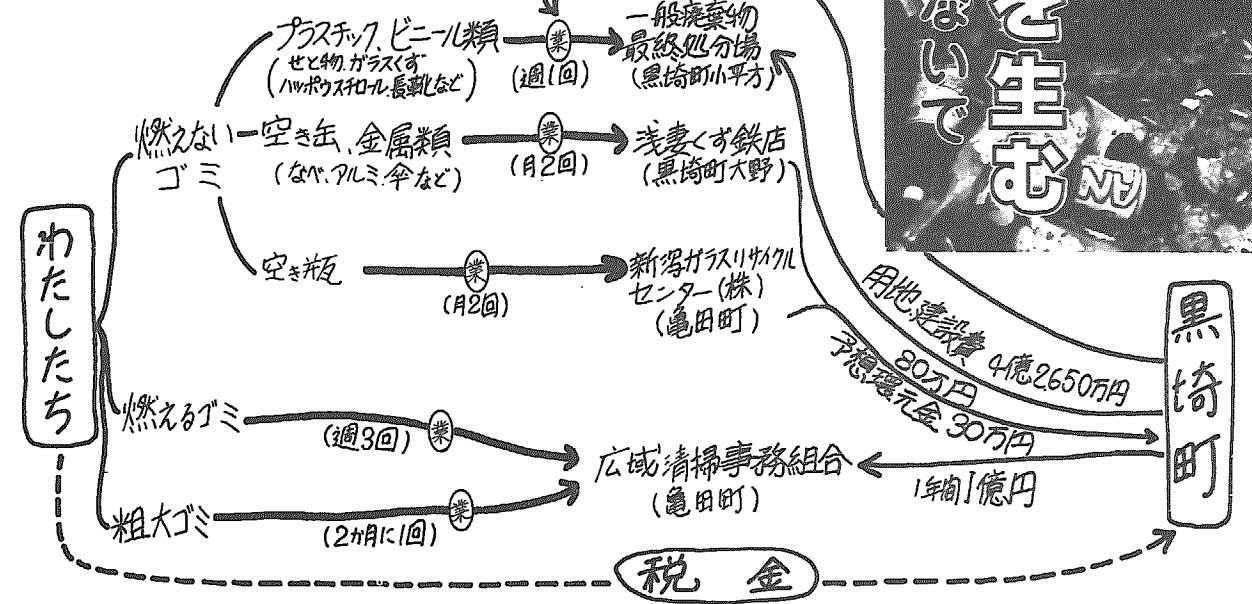 プラスチック、ビニール類
(せと物、ガラスくず
ハッポウスチロール、長靴など)
業
(週1回)
一般廃棄物
最終処分場
(黒埼町小平方)
燃えない
ゴミ
空き缶、金属類
(なべ、アルミ、傘など)
業
(月2回)
浅妻くず鉄店
(黒埼町大野)
空き瓶
業
(月2回)
新潟ガラスリサイクル
センター(株)
(亀田町)
わたしたち
燃えるゴミ
(週3回)
業
粗大ゴミ
(2か月に1回)
業
広域清掃事務組合
(亀田町)
用地、建設費 4億2650万円
80万円
予想還元金 30万円
1年間1億円
黒埼町
税金
を生む
ないで